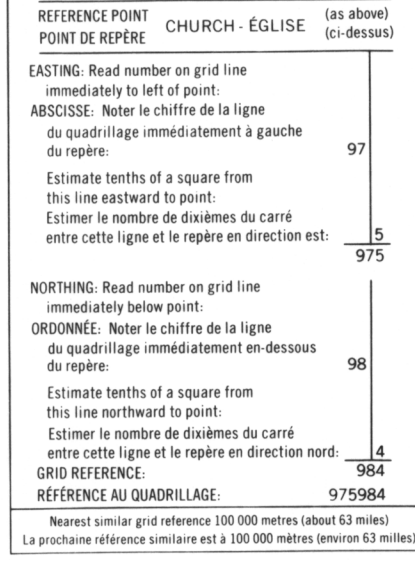 REFERENCE POINT CHURCH - ÉGLISE (as above)
POINT DE REPÈRE (ci-dessus)
EASTING: Read number on grid line
immediately to left of point:
ABSCISSE: Noter le chiffre de la ligne
du quadrillage immédiatement à gauche
du repère: 97
Estimate tenths of a square from
this line eastward to point:
Estimer le nombre de dixièmes du carré
entre cette ligne et le repère en direction est: 5
975
NORTHING: Read number on grid line
immediately below point:
ORDONNÉE: Noter le chiffre de la ligne
du quadrillage immédiatement en-dessous
du repère: 98
Estimate tenths of a square from
this line northward to point:
Estimer le nombre de dixièmes du carré
entre cette ligne et le repère en direction nord: 4
GRID REFERENCE: 984
RÉFÉRENCE AU QUADRILLAGE: 975984
Nearest similar grid reference 100 000 metres (about 63 miles)
La prochaine référence similaire est à 100 000 mètres (environ 63 milles)